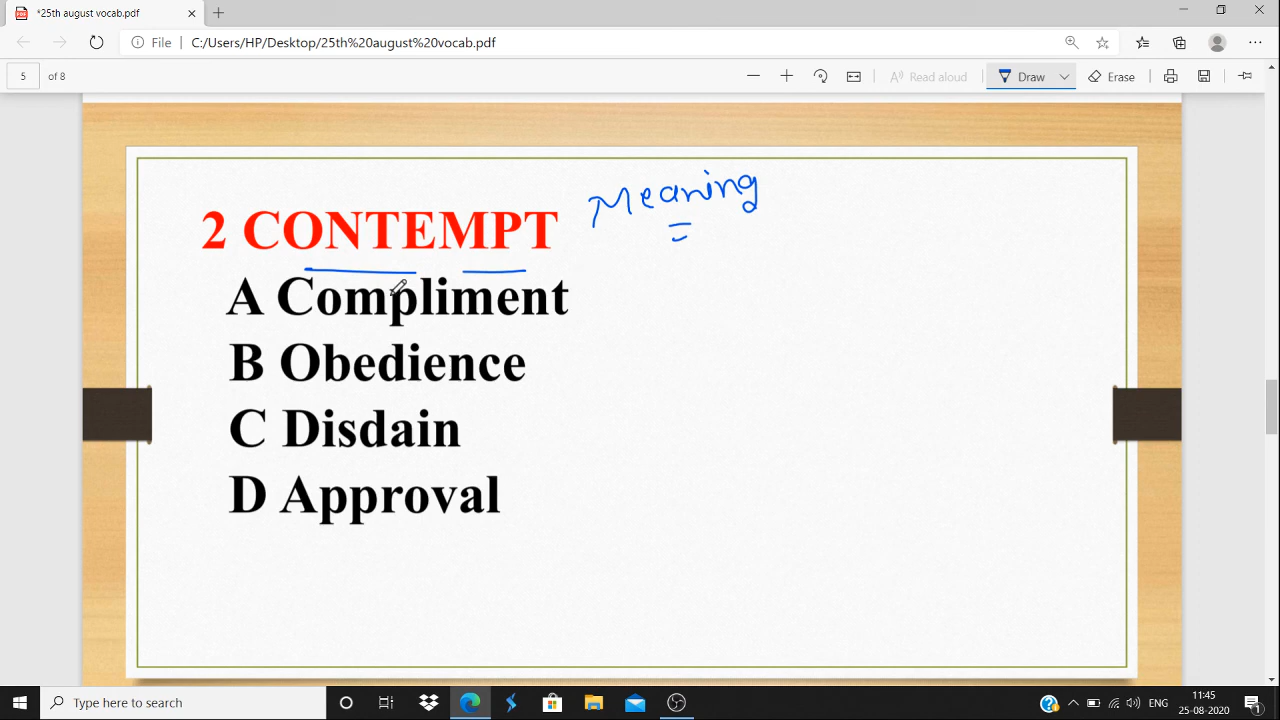 *25th august vocab.pdf
File C:/Users/HP/Desktop/25th%20august%20vocab.pdf
5 of 8 Read aloud Draw Erase
Meaning
2 CONTEMPT
A Compliment
B Obedience
C Disdain
D Approval
Type here to search
ENG
11:45
25-08-2020
1